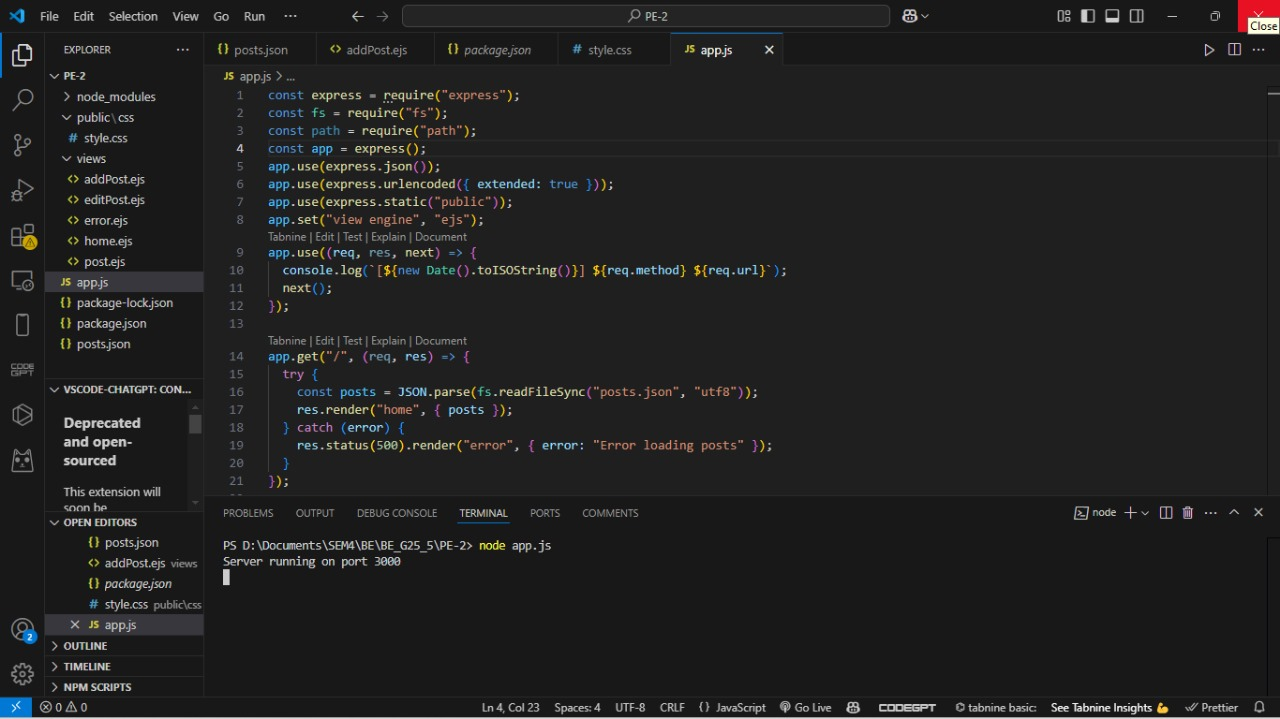 File Edit Selection View Go Run ··· PE-2
Close
EXPLORER ···
posts.json addPost.ejs package.json style.css JS app.js
PE-2
JS app.js > ...
node_modules
public\css
# style.css
views
addPost.ejs
editPost.ejs
error.ejs
home.ejs
post.ejs
JS app.js
{} package-lock.json
{} package.json
{} posts.json
1 const express = require("express");
2 const fs = require("fs");
3 const path = require("path");
4 const app = express();
5 app.use(express.json());
6 app.use(express.urlencoded({ extended: true }));
7 app.use(express.static("public"));
8 app.set("view engine", "ejs");
Tabnine | Edit | Test | Explain | Document
9 app.use((req, res, next) => {
10 console.log(`[${new Date().toISOString()}] ${req.method} ${req.url}`);
11 next();
12 });
13
Tabnine | Edit | Test | Explain | Document
14 app.get("/", (req, res) => {
15 try {
16 const posts = JSON.parse(fs.readFileSync("posts.json", "utf8"));
17 res.render("home", { posts });
18 } catch (error) {
19 res.status(500).render("error", { error: "Error loading posts" });
20 }
21 });
CODE
GPT
VSCODE-CHATGPT: CON...
Deprecated
and open-
sourced
This extension will
soon be
OPEN EDITORS
{} posts.json
<> addPost.ejs views
{} package.json
# style.css public\css
JS app.js
OUTLINE
TIMELINE
NPM SCRIPTS
2
PROBLEMS OUTPUT DEBUG CONSOLE TERMINAL PORTS COMMENTS node
PS D:\Documents\SEM4\BE\BE_G25_5\PE-2> node app.js
Server running on port 3000
0 0 Ln 4, Col 23 Spaces: 4 UTF-8 CRLF {} JavaScript Go Live CODEGPT tabnine basic: See Tabnine Insights 💪 Prettier